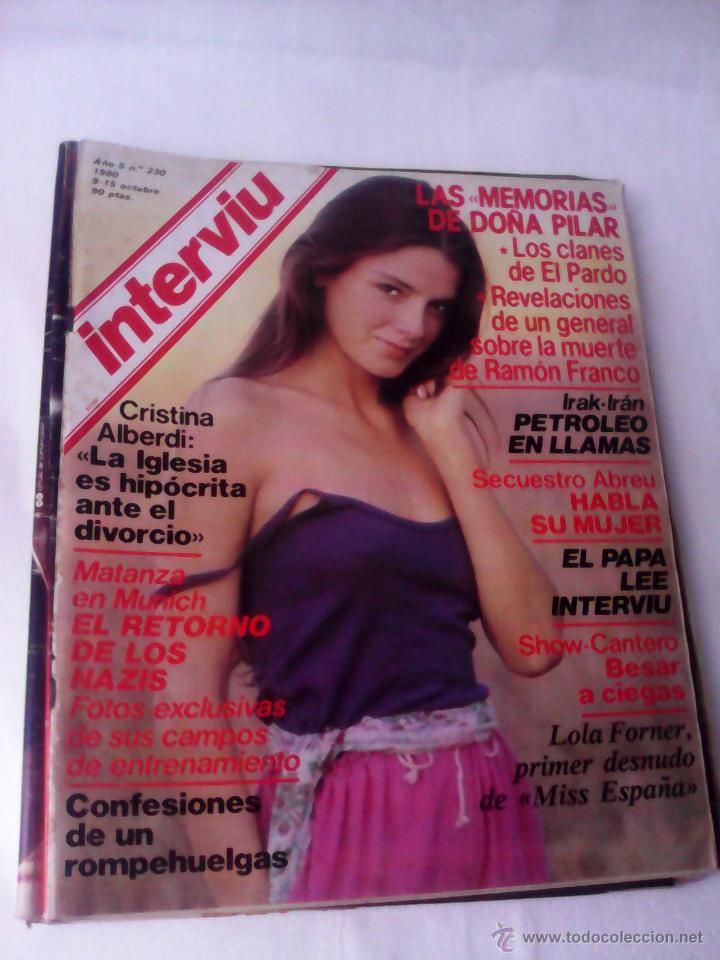 Año 5 n.º 230
1980
9-15 octubre
90 ptas.
interviu
LAS «MEMORIAS»
DE DOÑA PILAR
* Los clanes
de El Pardo
* Revelaciones
de un general
sobre la muerte
de Ramón Franco
Irak-Irán
PETROLEO
EN LLAMAS
Secuestro Abreu
HABLA
SU MUJER
EL PAPA
LEE
INTERVIU
Show-Cantero
Besar
a ciegas
Lola Forner,
primer desnudo
de «Miss España»
Cristina
Alberdi:
«La Iglesia
es hipócrita
ante el
divorcio»
Matanza
en Munich
EL RETORNO
DE LOS
NAZIS
Fotos exclusivas
de sus campos
de entrenamiento
Confesiones
de un
rompehuelgas
© www.todocoleccion.net